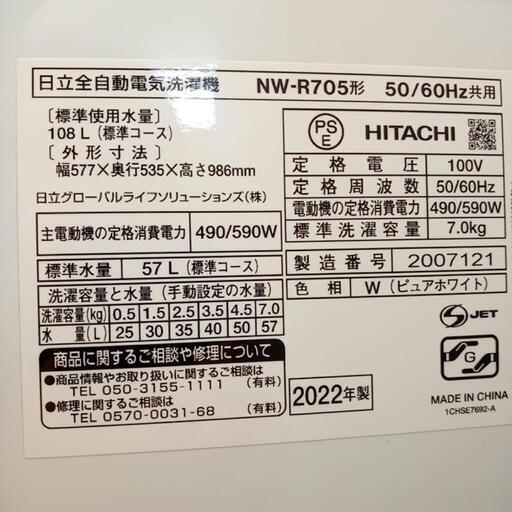 日立全自動電気洗濯機 NW-R705形 50/60Hz共用
〔標準使用水量〕
108 L (標準コース)
〔外形寸法〕
幅577×奥行535×高さ986mm
日立グローバルライフソリューションズ(株)
主電動機の定格消費電力 490/590W
標準水量 57 L (標準コース)
洗濯容量と水量 (手動設定の水量)
洗濯容量(kg) 0.5 1.5 2.5 3.5 4.5 7.0
水量(L) 25 30 35 40 50 57
商品に関するご相談や修理について
●商品情報やお取り扱いに関するご相談は
TEL 050-3155-1111 (有料)
●修理に関するご相談は
TEL 0570-0031-68 (有料)
PS
E
HITACHI
定格電圧 100V
定格周波数 50/60Hz
電動機の定格消費電力 490/590W
標準洗濯容量 7.0kg
製造番号 2007121
色相 W (ピュアホワイト)
2022年製
S JET
G
1CHSE7692-A
MADE IN CHINA